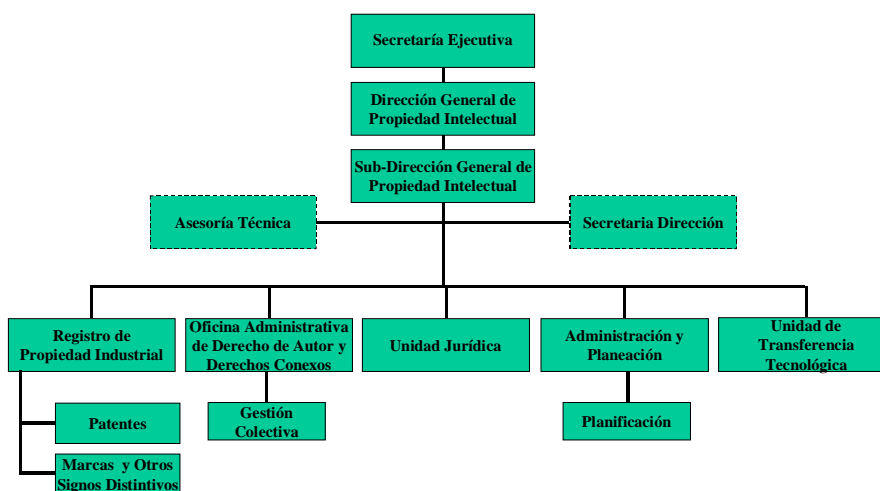 Secretaría Ejecutiva
Dirección General de
Propiedad Intelectual
Sub-Dirección General de
Propiedad Intelectual
Asesoría Técnica
Secretaria Dirección
Registro de
Propiedad Industrial
Oficina Administrativa
de Derecho de Autor y
Derechos Conexos
Unidad Jurídica
Administración y
Planeación
Unidad de
Transferencia
Tecnológica
Patentes
Gestión
Colectiva
Planificación
Marcas y Otros
Signos Distintivos